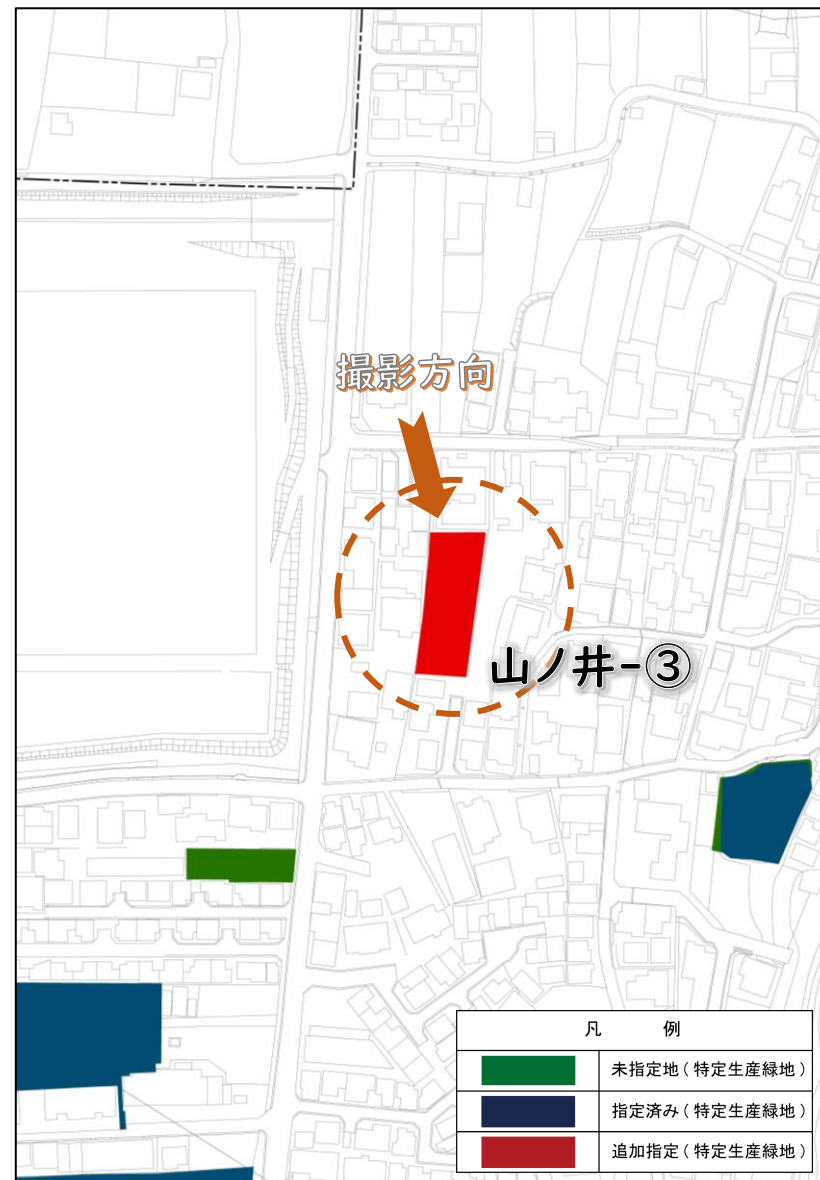 撮影方向
山ノ井-③
凡 例
未指定地(特定生産緑地)
指定済み(特定生産緑地)
追加指定(特定生産緑地)